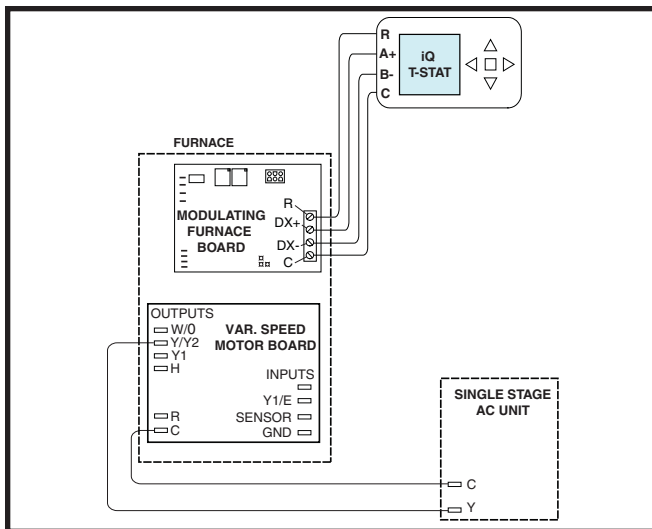 R
A+
B-
C
iQ
T-STAT
FURNACE
MODULATING
FURNACE
BOARD
R
DX+
DX-
C
OUTPUTS
W/0
Y/Y2
Y1
H
R
C
VAR. SPEED
MOTOR BOARD
INPUTS
Y1/E
SENSOR
GND
SINGLE STAGE
AC UNIT
C
Y